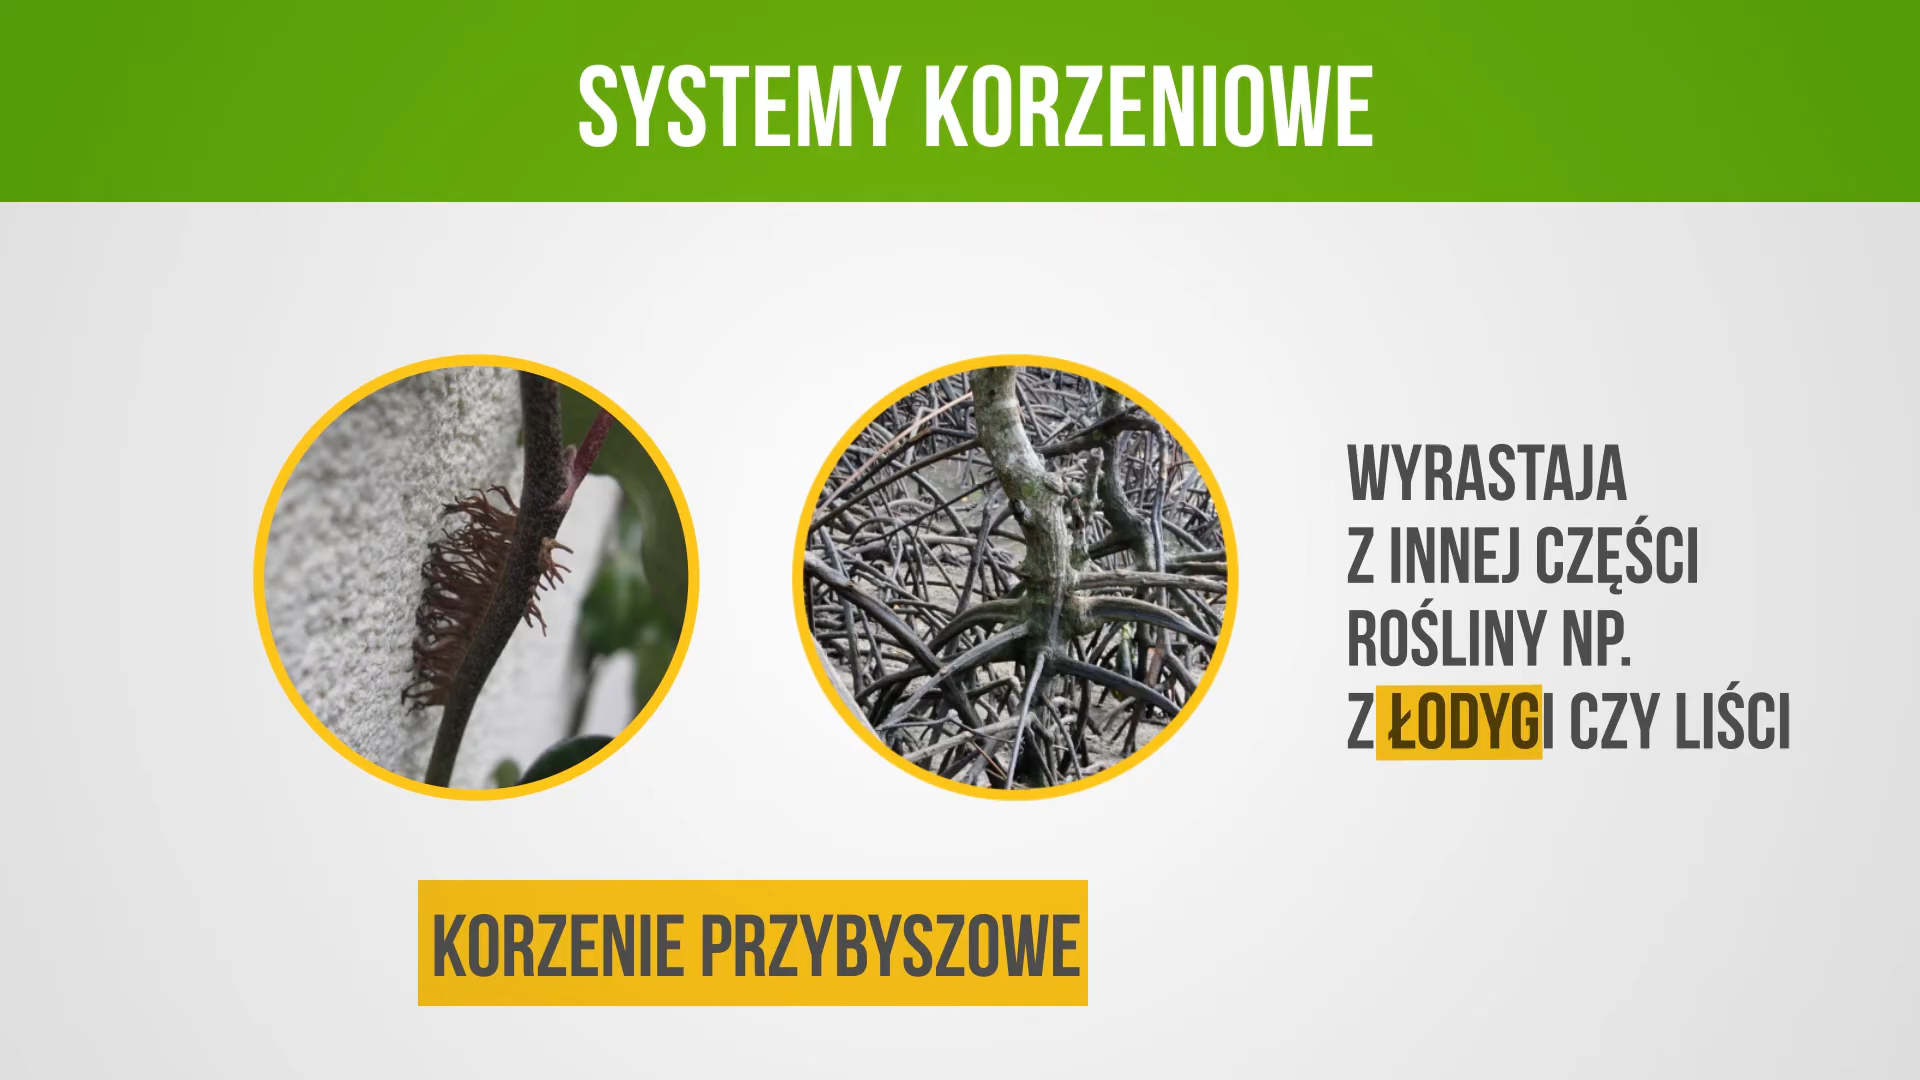 SYSTEMY KORZENIOWE
WYRASTAJA
Z INNEJ CZĘŚCI
ROŚLINY NP.
Z ŁODYGI CZY LIŚCI
KORZENIE PRZYBYSZOWE